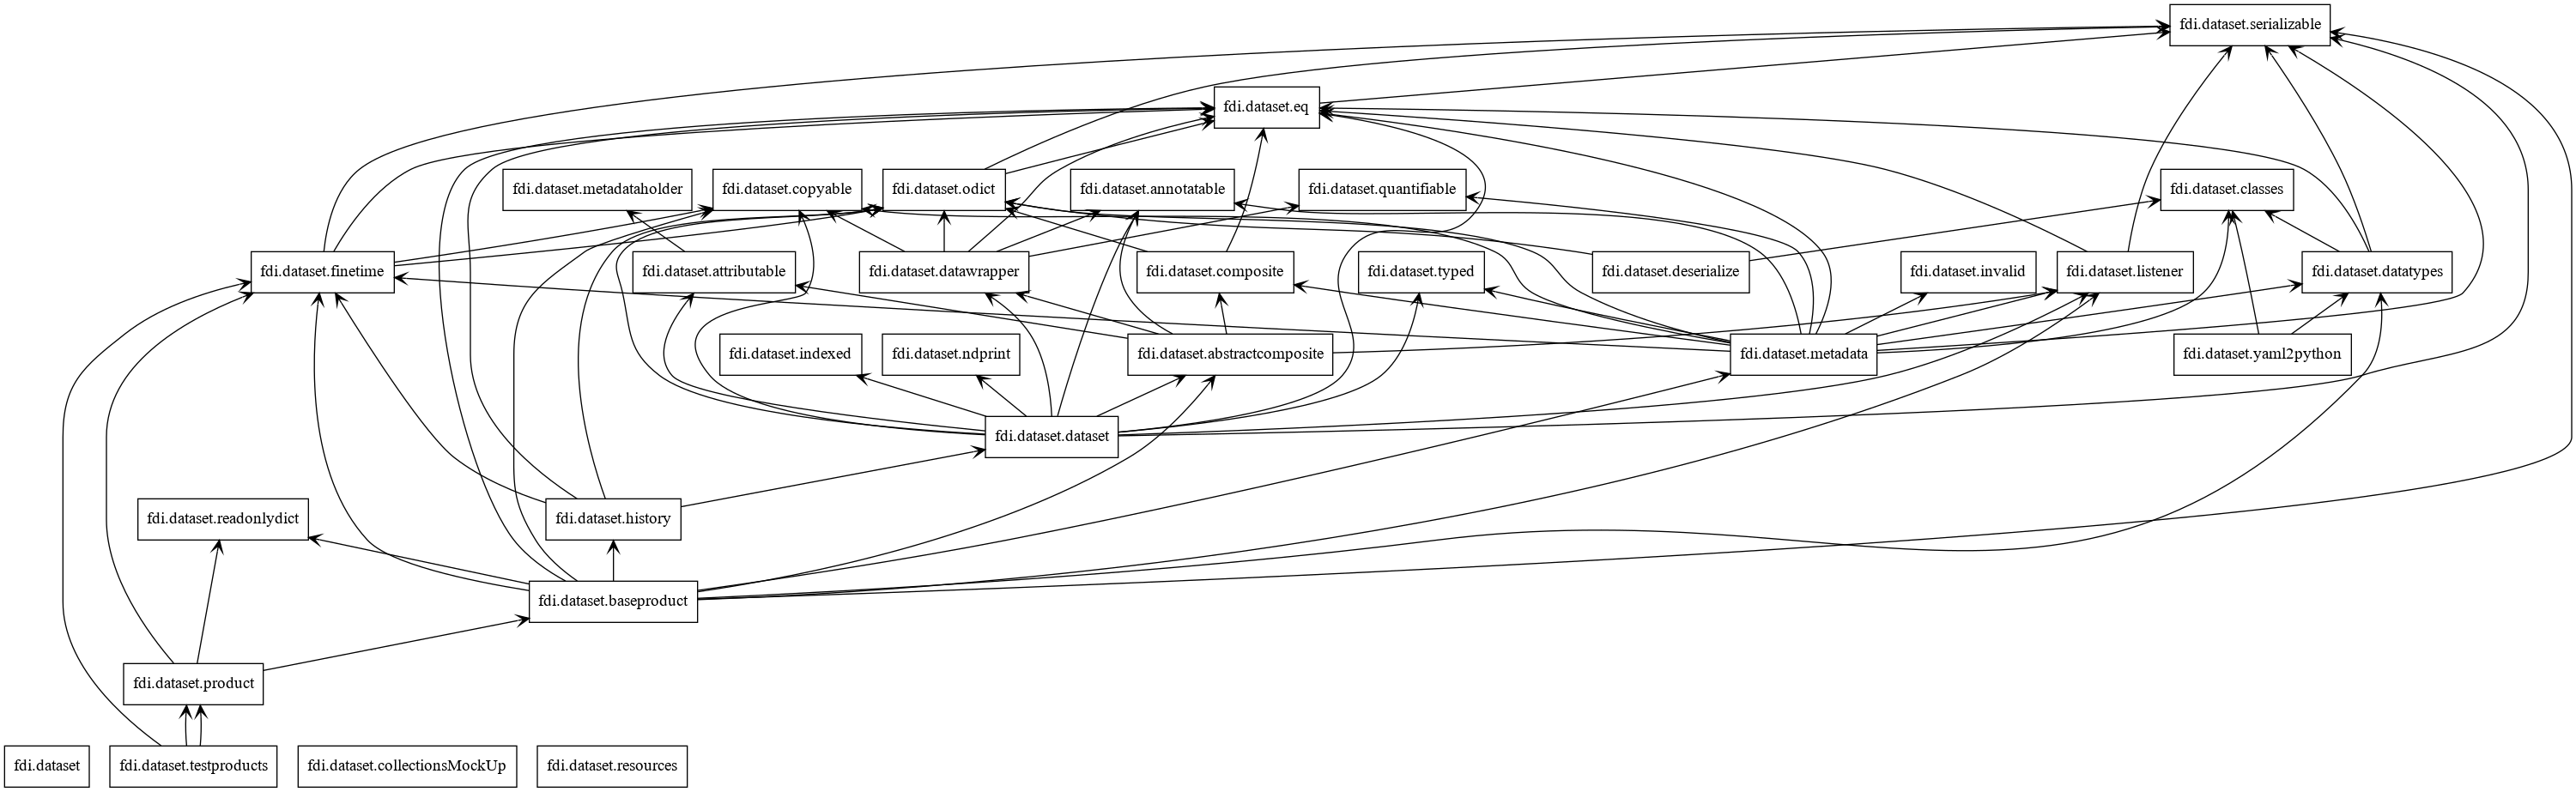 fdi.dataset.serializable
fdi.dataset.eq
fdi.dataset.metadataholder
fdi.dataset.copyable
fdi.dataset.odict
fdi.dataset.annotatable
fdi.dataset.quantifiable
fdi.dataset.classes
fdi.dataset.finetime
fdi.dataset.attributable
fdi.dataset.datawrapper
fdi.dataset.composite
fdi.dataset.typed
fdi.dataset.deserialize
fdi.dataset.invalid
fdi.dataset.listener
fdi.dataset.datatypes
fdi.dataset.indexed
fdi.dataset.ndprint
fdi.dataset.abstractcomposite
fdi.dataset.metadata
fdi.dataset.yaml2python
fdi.dataset.dataset
fdi.dataset.readonlydict
fdi.dataset.history
fdi.dataset.baseproduct
fdi.dataset.product
fdi.dataset
fdi.dataset.testproducts
fdi.dataset.collectionsMockUp
fdi.dataset.resources